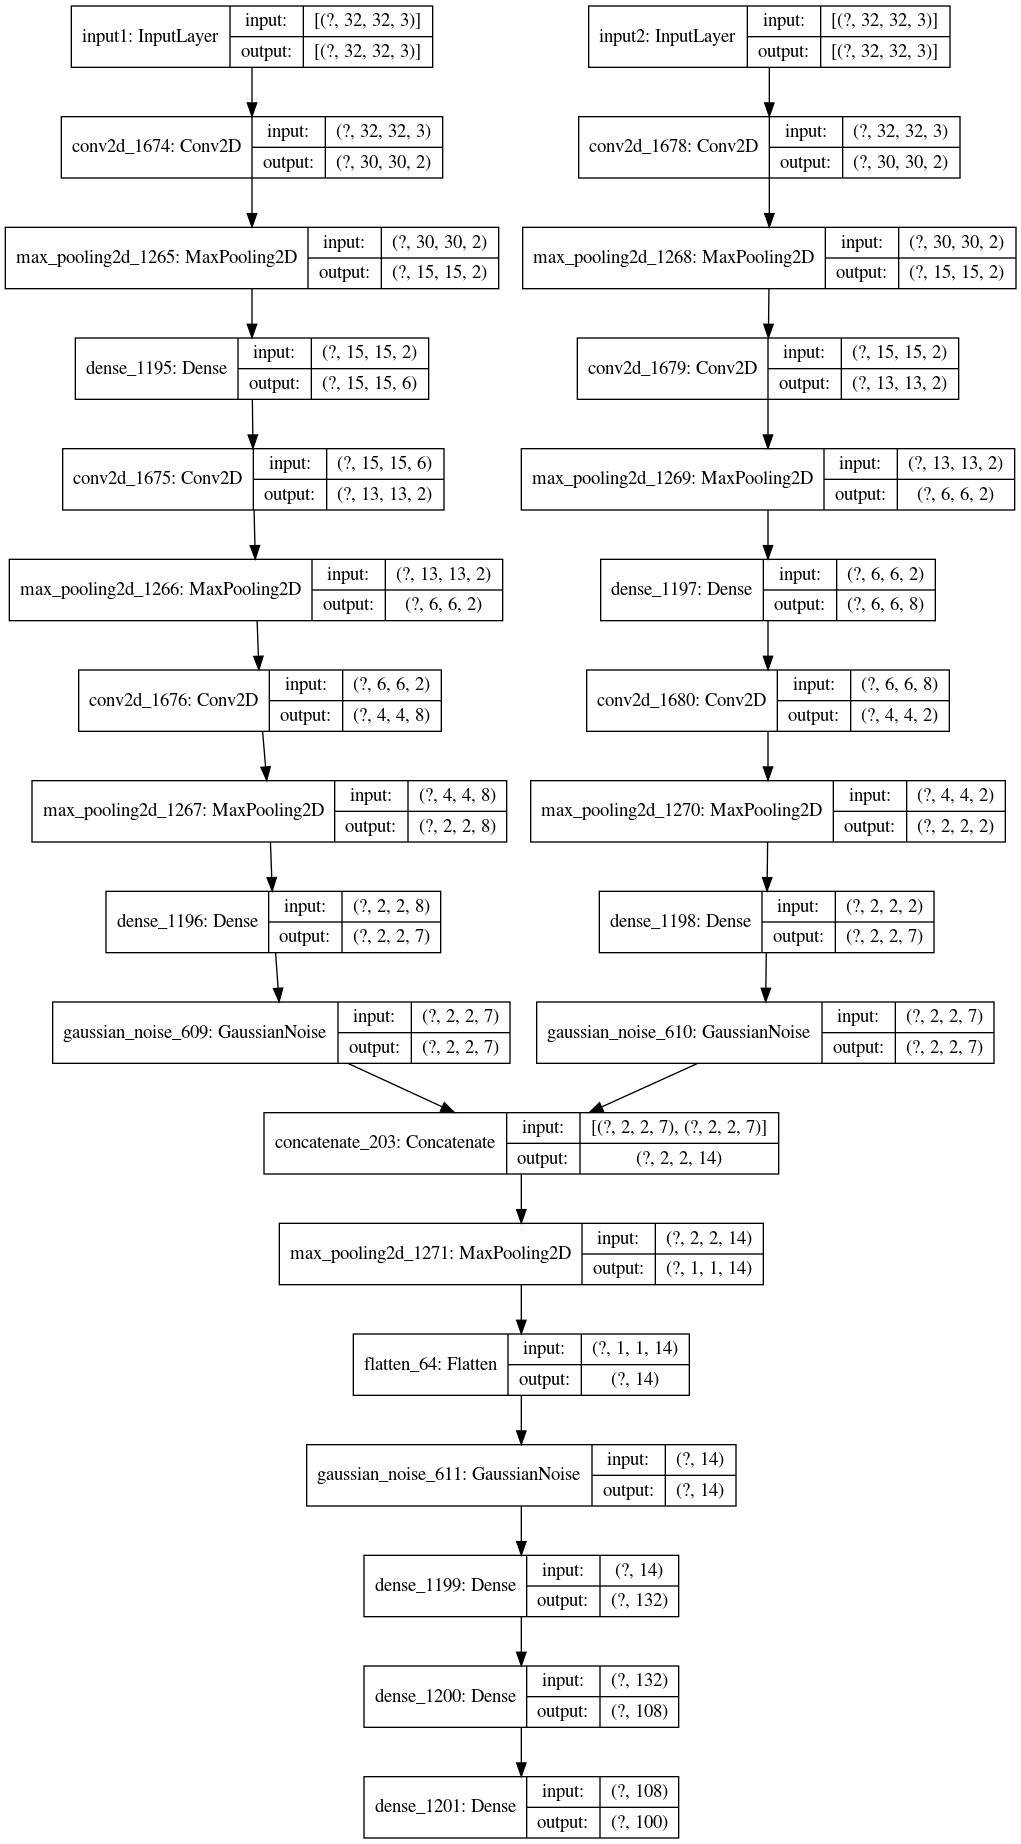 input1: InputLayer
input: [(?, 32, 32, 3)]
output: [(?, 32, 32, 3)]
conv2d_1674: Conv2D
input: (?, 32, 32, 3)
output: (?, 30, 30, 2)
max_pooling2d_1265: MaxPooling2D
input: (?, 30, 30, 2)
output: (?, 15, 15, 2)
dense_1195: Dense
input: (?, 15, 15, 2)
output: (?, 15, 15, 6)
conv2d_1675: Conv2D
input: (?, 15, 15, 6)
output: (?, 13, 13, 2)
max_pooling2d_1266: MaxPooling2D
input: (?, 13, 13, 2)
output: (?, 6, 6, 2)
conv2d_1676: Conv2D
input: (?, 6, 6, 2)
output: (?, 4, 4, 8)
max_pooling2d_1267: MaxPooling2D
input: (?, 4, 4, 8)
output: (?, 2, 2, 8)
dense_1196: Dense
input: (?, 2, 2, 8)
output: (?, 2, 2, 7)
gaussian_noise_609: GaussianNoise
input: (?, 2, 2, 7)
output: (?, 2, 2, 7)
input2: InputLayer
input: [(?, 32, 32, 3)]
output: [(?, 32, 32, 3)]
conv2d_1678: Conv2D
input: (?, 32, 32, 3)
output: (?, 30, 30, 2)
max_pooling2d_1268: MaxPooling2D
input: (?, 30, 30, 2)
output: (?, 15, 15, 2)
conv2d_1679: Conv2D
input: (?, 15, 15, 2)
output: (?, 13, 13, 2)
max_pooling2d_1269: MaxPooling2D
input: (?, 13, 13, 2)
output: (?, 6, 6, 2)
dense_1197: Dense
input: (?, 6, 6, 2)
output: (?, 6, 6, 8)
conv2d_1680: Conv2D
input: (?, 6, 6, 8)
output: (?, 4, 4, 2)
max_pooling2d_1270: MaxPooling2D
input: (?, 4, 4, 2)
output: (?, 2, 2, 2)
dense_1198: Dense
input: (?, 2, 2, 2)
output: (?, 2, 2, 7)
gaussian_noise_610: GaussianNoise
input: (?, 2, 2, 7)
output: (?, 2, 2, 7)
concatenate_203: Concatenate
input: [(?, 2, 2, 7), (?, 2, 2, 7)]
output: (?, 2, 2, 14)
max_pooling2d_1271: MaxPooling2D
input: (?, 2, 2, 14)
output: (?, 1, 1, 14)
flatten_64: Flatten
input: (?, 1, 1, 14)
output: (?, 14)
gaussian_noise_611: GaussianNoise
input: (?, 14)
output: (?, 14)
dense_1199: Dense
input: (?, 14)
output: (?, 132)
dense_1200: Dense
input: (?, 132)
output: (?, 108)
dense_1201: Dense
input: (?, 108)
output: (?, 100)